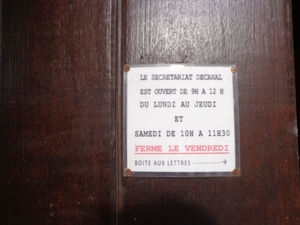 LE SECRETARIAT DECANAL
EST OUVERT DE 9H A 12 H
DU LUNDI AU JEUDI
ET
SAMEDI DE 10H A 11H30
FERME LE VENDREDI
BOITE AUX LETTRES ----------→